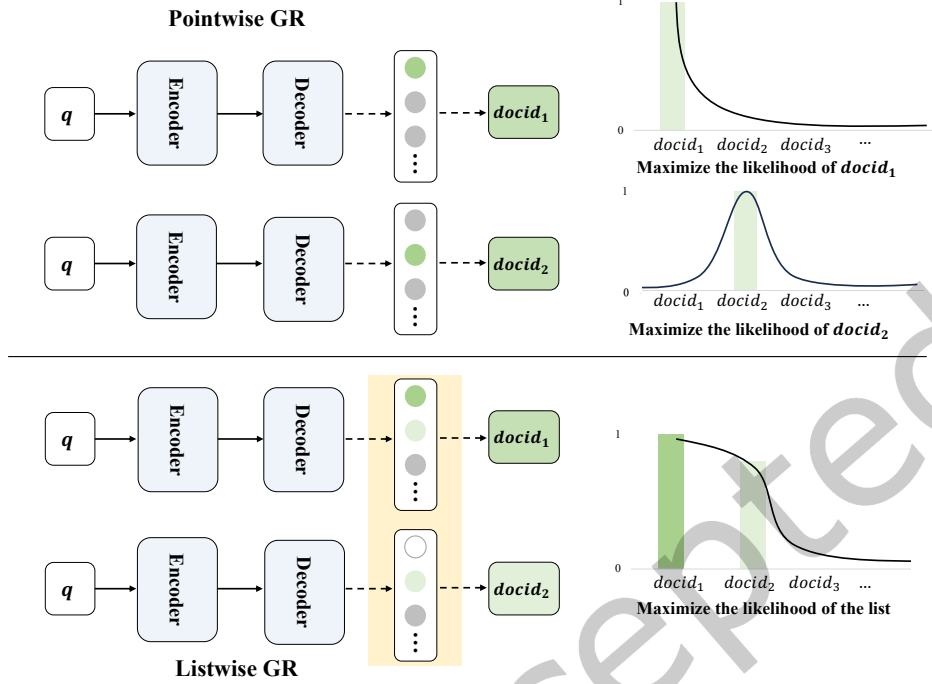 Pointwise GR
q
Encoder
Decoder
docid₁
q
Encoder
Decoder
docid₂
1
0
docid₁ docid₂ docid₃ ...
Maximize the likelihood of docid₁
1
0
docid₁ docid₂ docid₃ ...
Maximize the likelihood of docid₂
q
Encoder
Decoder
docid₁
q
Encoder
Decoder
docid₂
Listwise GR
1
0
docid₁ docid₂ docid₃ ...
Maximize the likelihood of the list
cepted